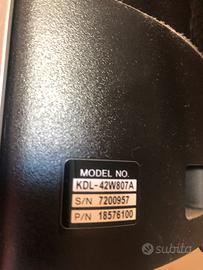 MODEL NO.
KDL-42W807A
S/N 7200957
P/N 18576100
subito